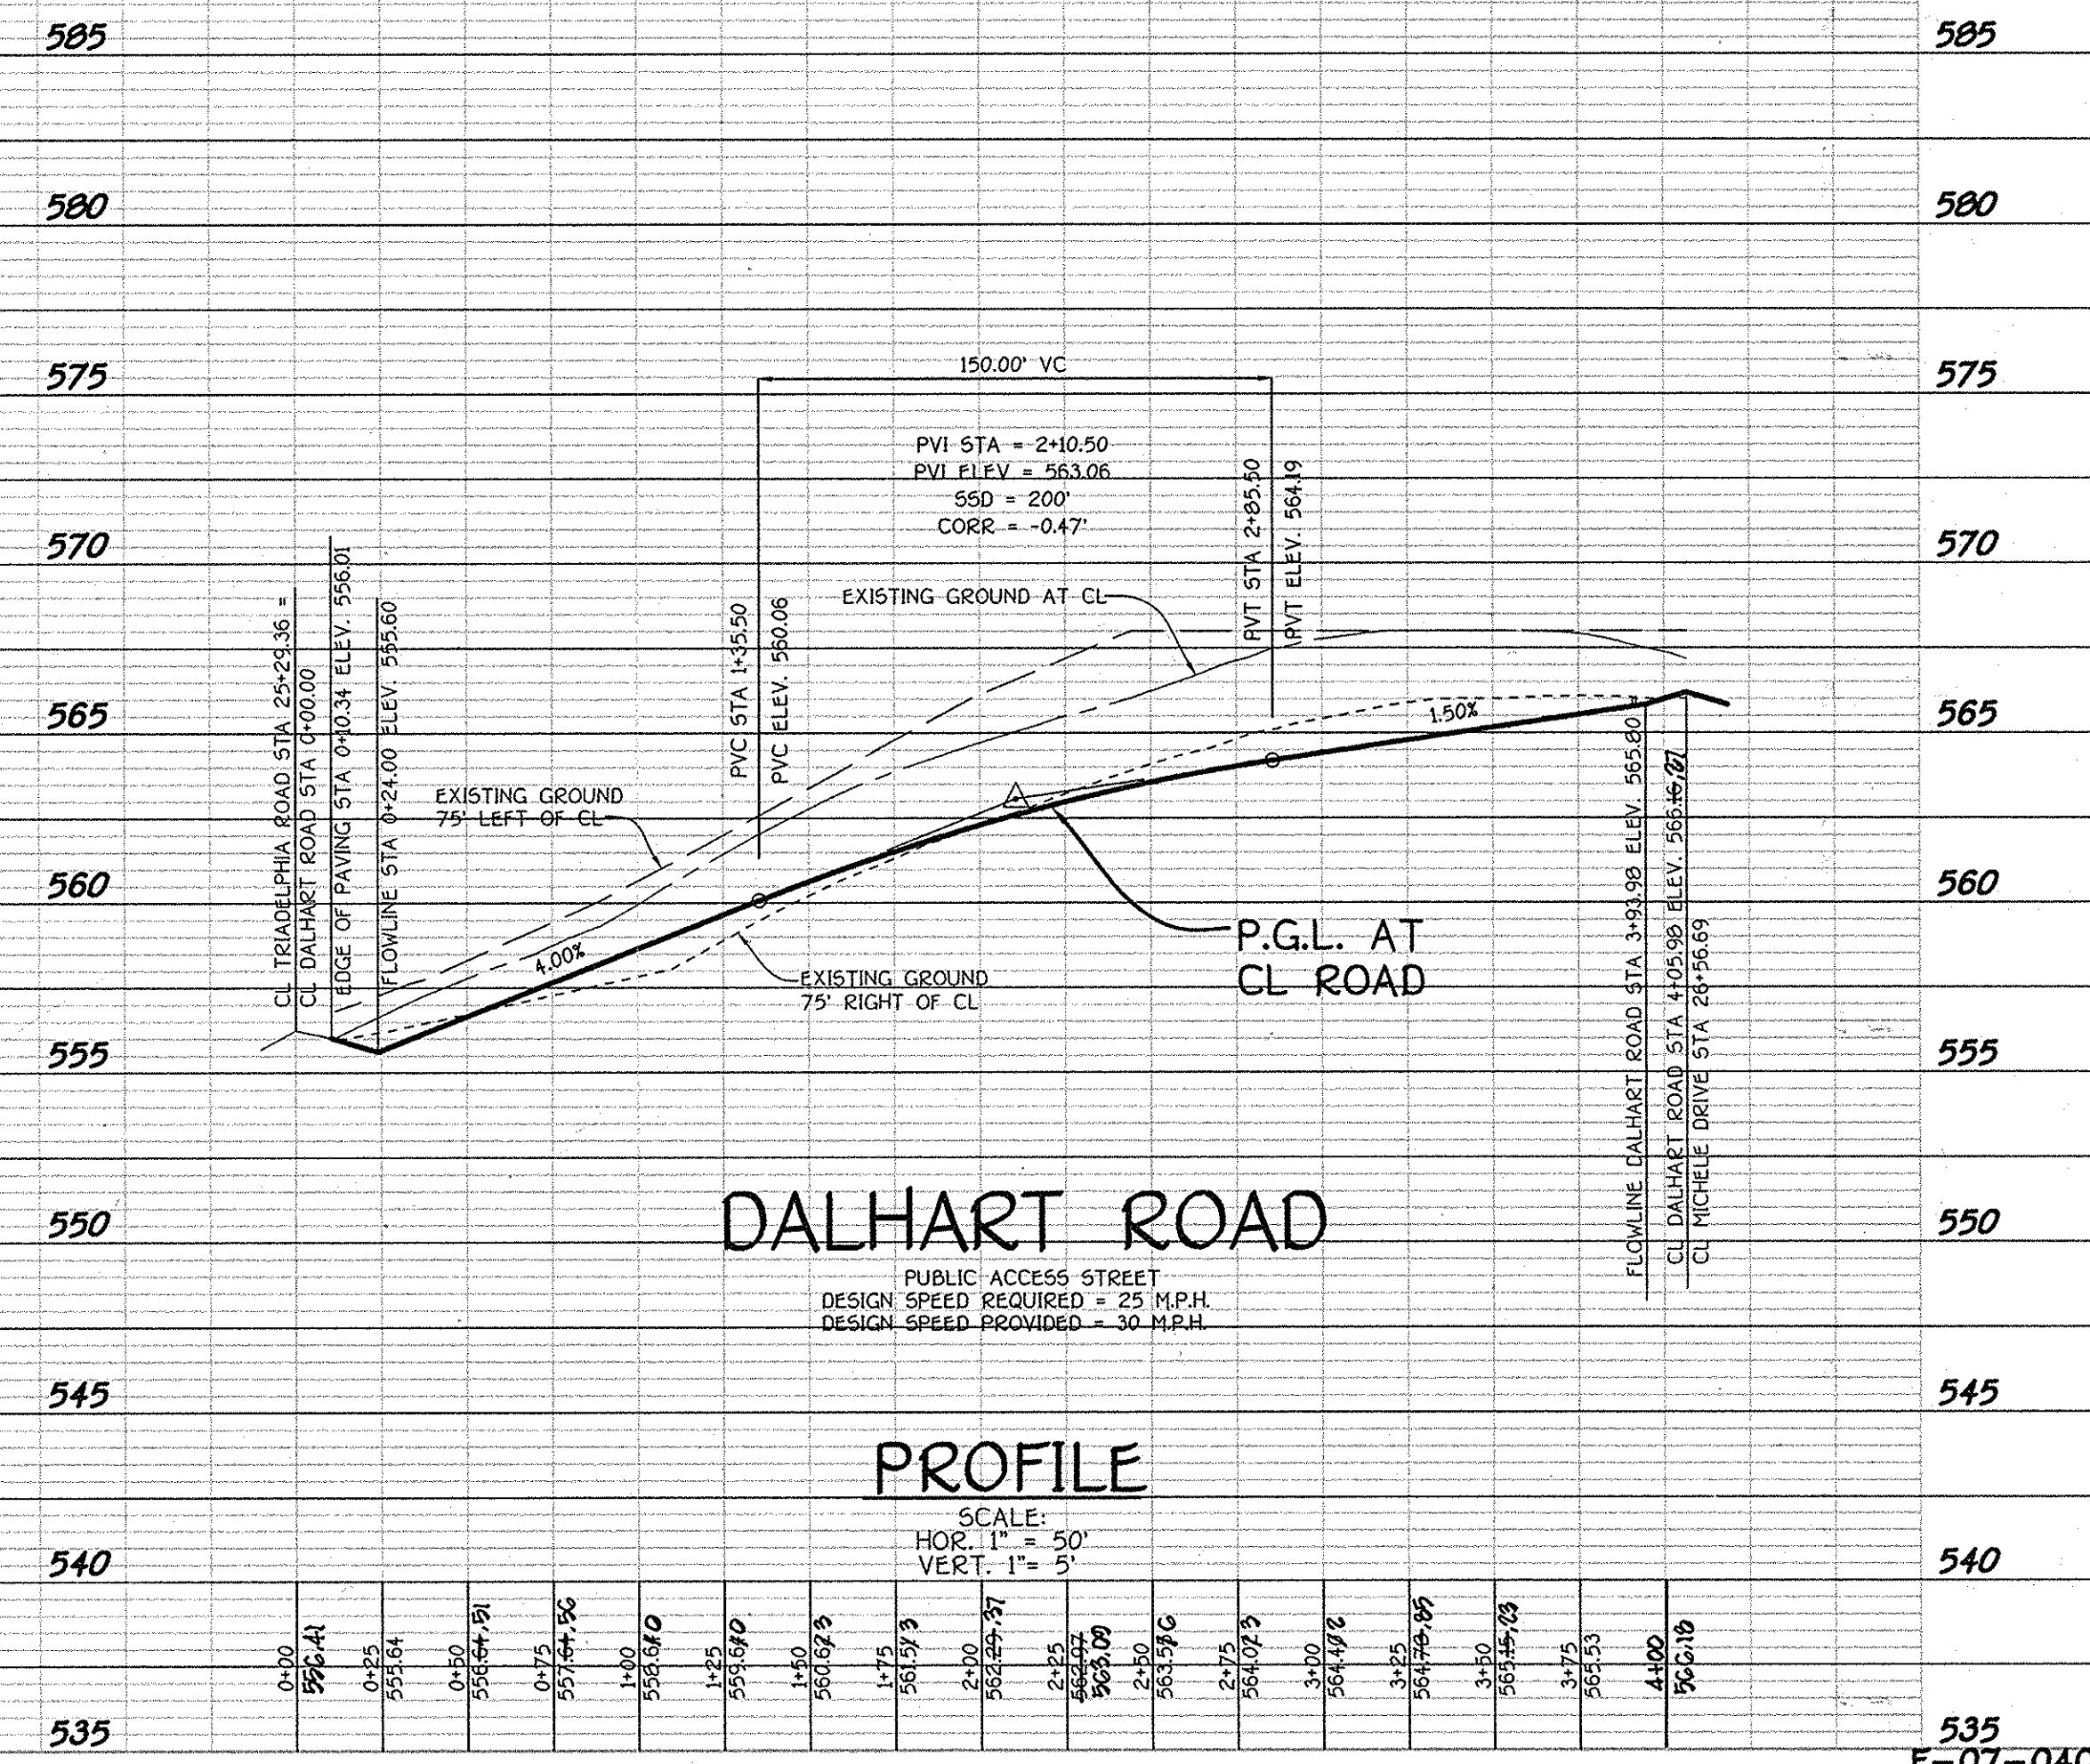 585 585
580 580
575 575
570 570
565 565
560 560
555 555
550 550
545 545
540 540
535 535
150.00' VC
PVI STA = 2+10.50
PVI ELEV = 563.06
SSD = 200'
CORR = -0.47'
EXISTING GROUND AT CL
CL TRIADELPHIA ROAD STA 25+29.36 =
CL DALHART ROAD STA 0+00.00
EDGE OF PAVING STA 0+10.34 ELEV. 556.01
FLOWLINE STA 0+24.00 ELEV. 555.60
PVC STA 1+35.50
PVC ELEV. 560.06
PVT STA 2+85.50
PVT ELEV. 564.19
EXISTING GROUND
75' LEFT OF CL
4.00%
EXISTING GROUND
75' RIGHT OF CL
1.50%
P.G.L. AT
CL ROAD
FLOWLINE DALHART ROAD STA 3+93.98 ELEV 565.80
CL DALHART ROAD STA 4+05.98 ELEV.
CL MICHELE DRIVE STA 26+56.69
DALHART ROAD
PUBLIC ACCESS STREET
DESIGN SPEED REQUIRED = 25 M.P.H.
DESIGN SPEED PROVIDED = 30 M.P.H.
PROFILE
SCALE:
HOR. 1" = 50'
VERT. 1"= 5'
0+00
556.41
0+25
555.64
0+50
0+75
1+00
1+25
1+50
1+75
2+00
2+25
563.09
2+50
2+75
3+00
3+25
3+50
3+75
565.53
4+00
566.18